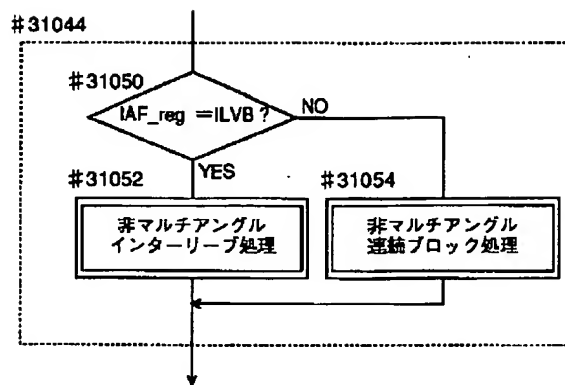 #31044
#31050
IAF_reg =ILVB ?
NO
YES
#31052
#31054
非マルチアングル
インターリーブ処理
非マルチアングル
連続ブロック処理